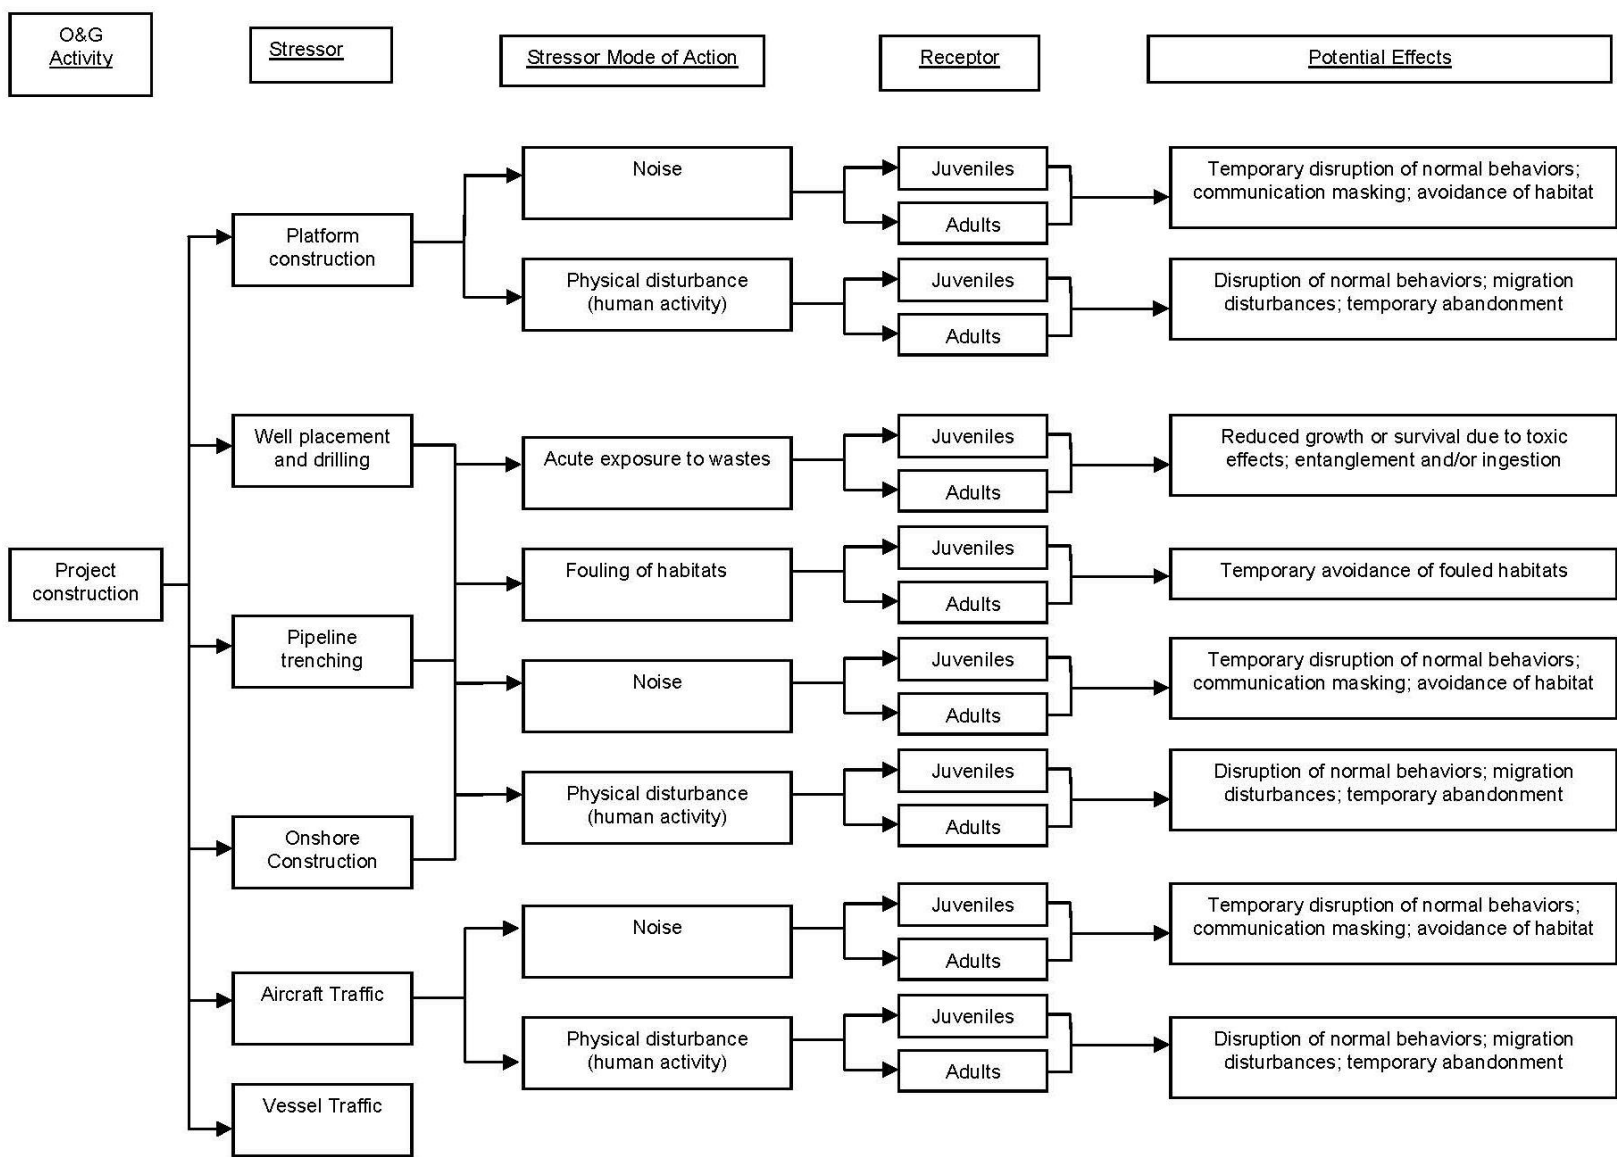 O&G
Activity
Stressor
Stressor Mode of Action
Receptor
Potential Effects
Project
construction
Platform
construction
Noise
Juveniles
Adults
Temporary disruption of normal behaviors;
communication masking; avoidance of habitat
Physical disturbance
(human activity)
Juveniles
Adults
Disruption of normal behaviors; migration
disturbances; temporary abandonment
Well placement
and drilling
Acute exposure to wastes
Juveniles
Adults
Reduced growth or survival due to toxic
effects; entanglement and/or ingestion
Fouling of habitats
Juveniles
Adults
Temporary avoidance of fouled habitats
Pipeline
trenching
Noise
Juveniles
Adults
Temporary disruption of normal behaviors;
communication masking; avoidance of habitat
Physical disturbance
(human activity)
Juveniles
Adults
Disruption of normal behaviors; migration
disturbances; temporary abandonment
Onshore
Construction
Noise
Juveniles
Adults
Temporary disruption of normal behaviors;
communication masking; avoidance of habitat
Aircraft Traffic
Physical disturbance
(human activity)
Juveniles
Adults
Disruption of normal behaviors; migration
disturbances; temporary abandonment
Vessel Traffic